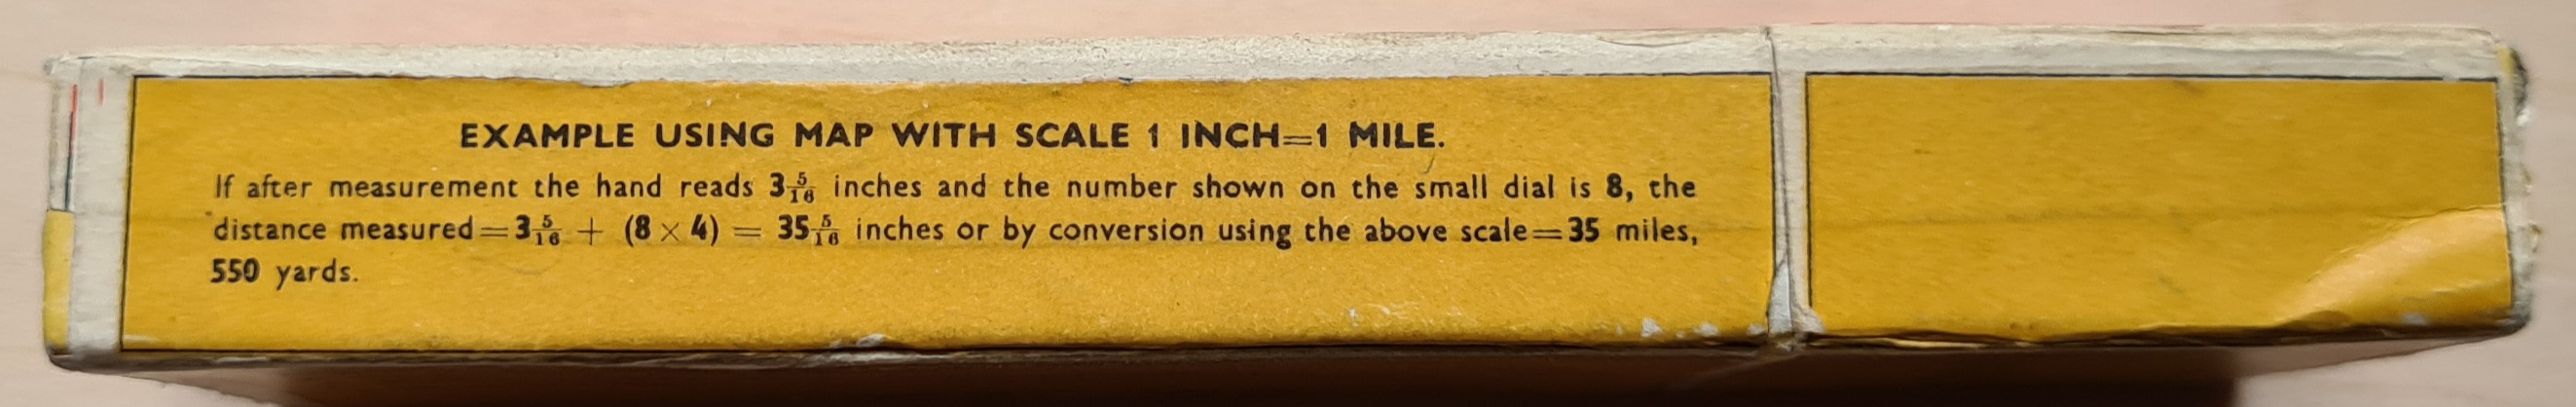 EXAMPLE USING MAP WITH SCALE 1 INCH=1 MILE.
If after measurement the hand reads 3 5/16 inches and the number shown on the small dial is 8, the
distance measured=3 5/16 + (8 × 4) = 35 5/16 inches or by conversion using the above scale=35 miles,
550 yards.